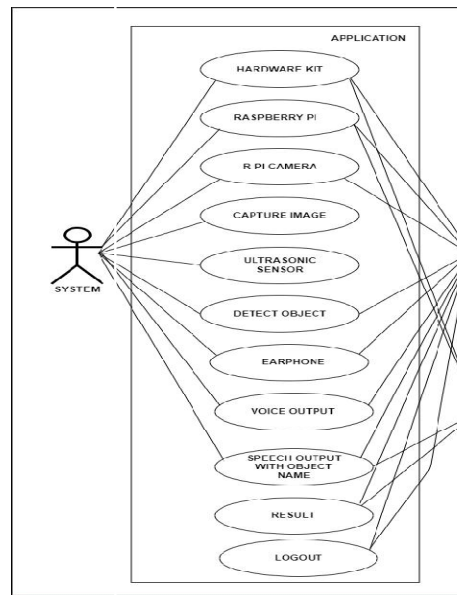 APPLICATION
HARDWARE KIT
RASPBERRY PI
R PI CAMERA
CAPTURE IMAGE
ULTRASONIC
SENSOR
DETECT OBJECT
EARPHONE
VOICE OUTPUT
SPEECH OUTPUT
WITH OBJECT
NAME
RESULT
LOGOUT
SYSTEM